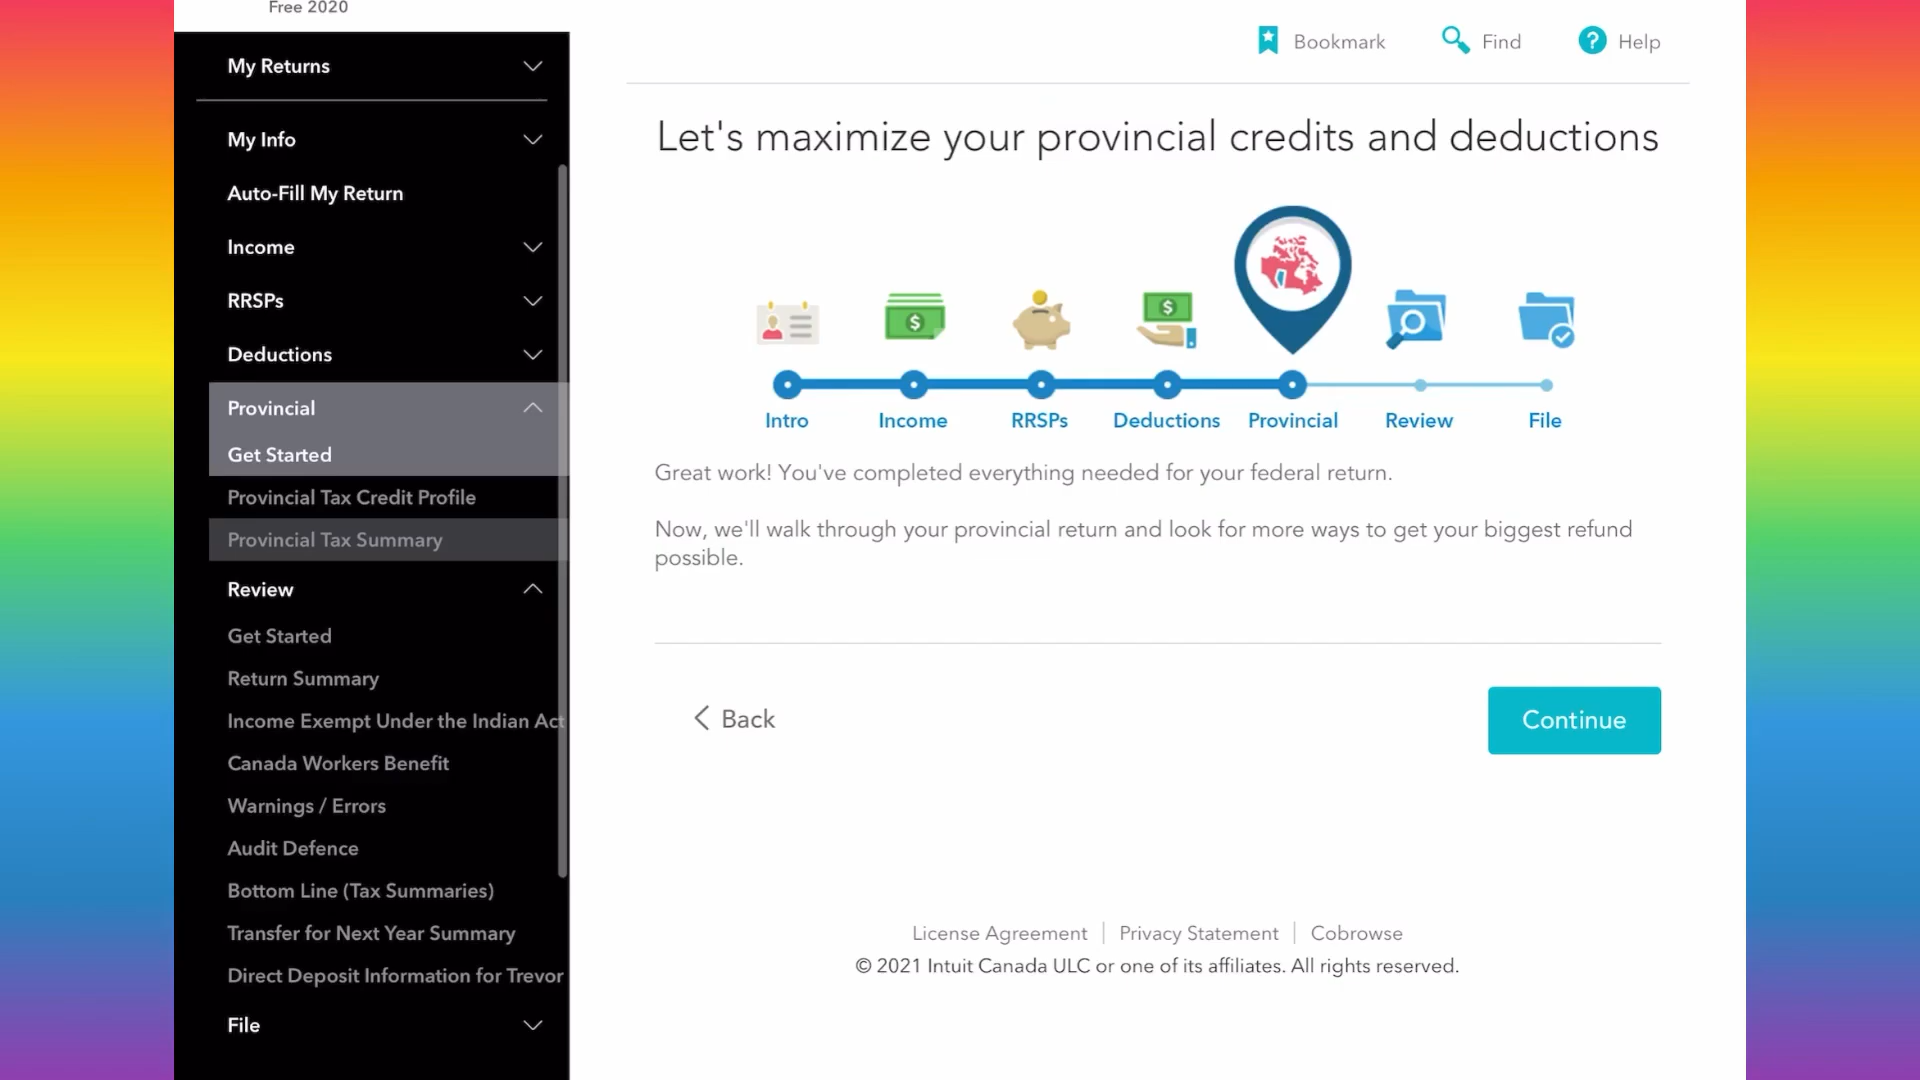 Free 2020
My Returns
My Info
Auto-Fill My Return
Income
RRSPs
Deductions
Provincial
Get Started
Provincial Tax Credit Profile
Provincial Tax Summary
Review
Get Started
Return Summary
Income Exempt Under the Indian Act
Canada Workers Benefit
Warnings / Errors
Audit Defence
Bottom Line (Tax Summaries)
Transfer for Next Year Summary
Direct Deposit Information for Trevor
File
Bookmark
Find
? Help
Let's maximize your provincial credits and deductions
$
$
Intro
Income
RRSPs
Deductions
Provincial
Review
File
Great work! You've completed everything needed for your federal return.
Now, we'll walk through your provincial return and look for more ways to get your biggest refund
possible.
Back
Continue
License Agreement | Privacy Statement | Cobrowse
© 2021 Intuit Canada ULC or one of its affiliates. All rights reserved.